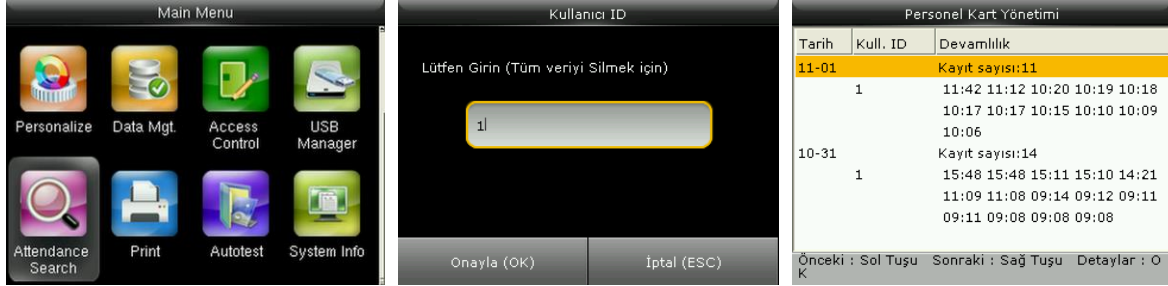 Main Menu
Personalize
Data Mgt.
Access
Control
USB
Manager
Attendance
Search
Print
Autotest
System Info
Kullanıcı ID
Lütfen Girin (Tüm veriyi Silmek için)
1
Onayla (OK)
İptal (ESC)
Personel Kart Yönetimi
Tarih Kull. ID Devamlılık
11-01 Kayıt sayısı:11
1 11:42 11:12 10:20 10:19 10:18
10:17 10:17 10:15 10:10 10:09
10:06
10-31 Kayıt sayısı:14
1 15:48 15:48 15:11 15:10 14:21
11:09 11:08 09:14 09:12 09:11
09:11 09:08 09:08 09:08
Önceki : Sol Tuşu Sonraki : Sağ Tuşu Detaylar : O
K